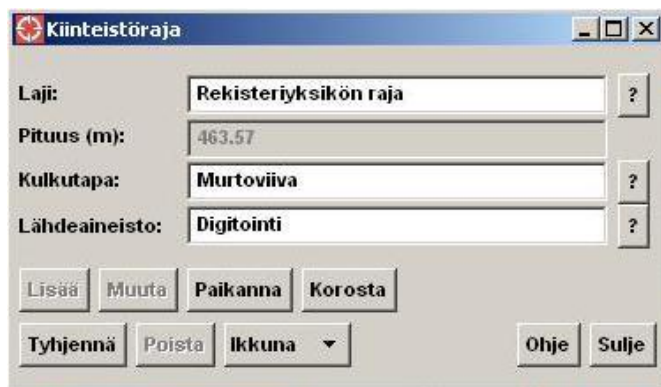 Kiinteistöraja
Laji: Rekisteriyksikön raja ?
Pituus (m): 463.57
Kulkutapa: Murtoviiva ?
Lähdeaineisto: Digitointi ?
Lisää Muuta Paikanna Korosta
Tyhjennä Poista Ikkuna Ohje Sulje